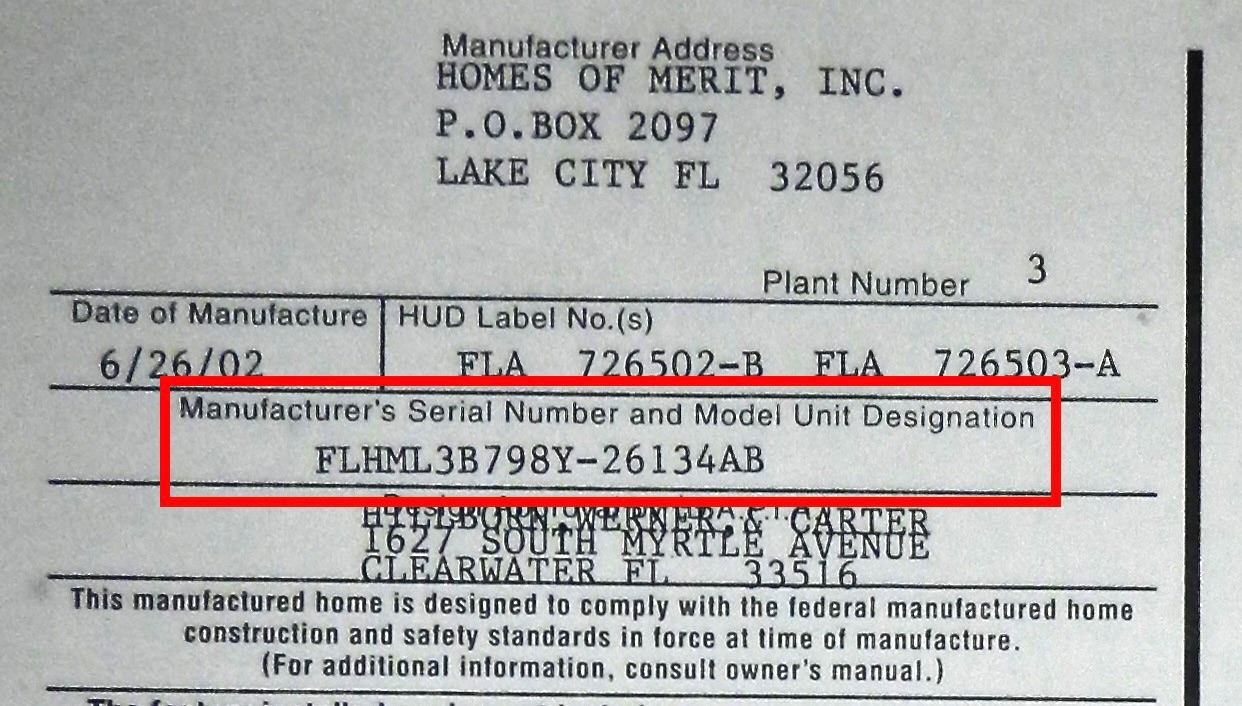 Manufacturer Address
HOMES OF MERIT, INC.
P.O.BOX 2097
LAKE CITY FL 32056
Plant Number 3
Date of Manufacture HUD Label No.(s)
6/26/02 FLA 726502-B FLA 726503-A
Manufacturer's Serial Number and Model Unit Designation
FLHML3B798Y-26134AB
HILLBORN WERNER & CARTER
1627 SOUTH MYRTLE AVENUE
CLEARWATER FL 33516
This manufactured home is designed to comply with the federal manufactured home
construction and safety standards in force at time of manufacture.
(For additional information, consult owner's manual.)